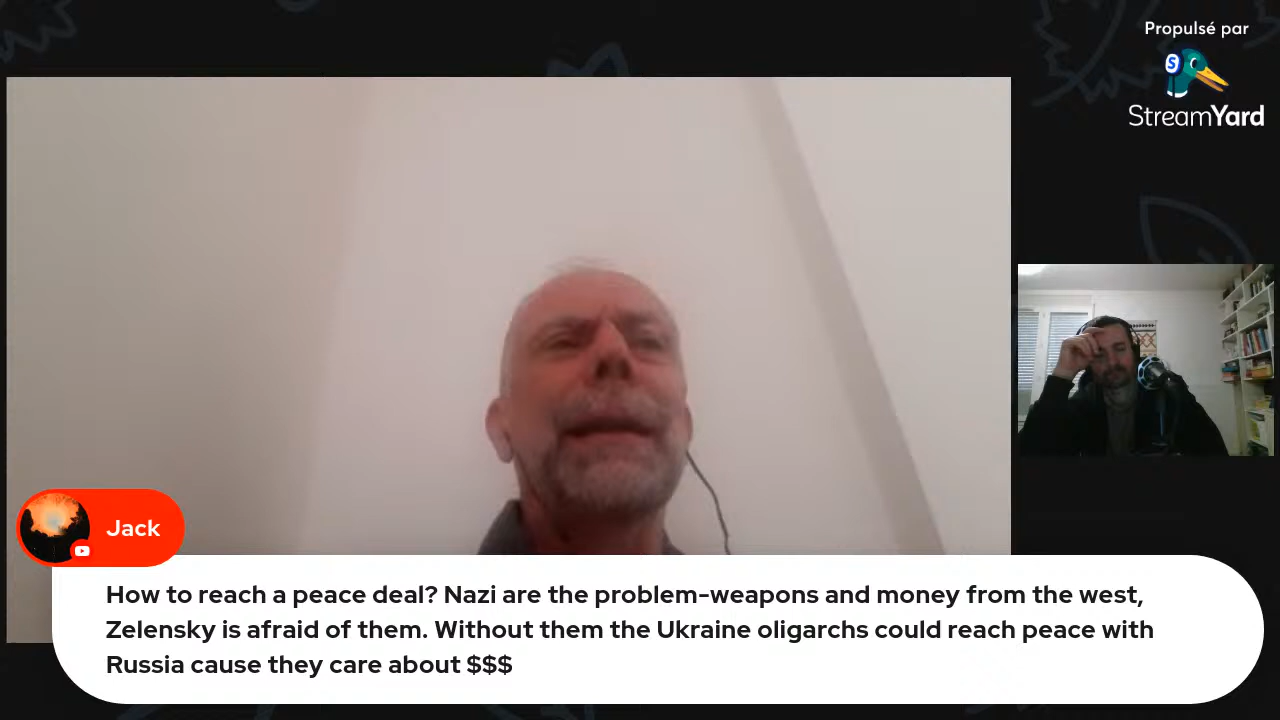 Propulsé par
StreamYard
Jack
How to reach a peace deal? Nazi are the problem-weapons and money from the west,
Zelensky is afraid of them. Without them the Ukraine oligarchs could reach peace with
Russia cause they care about $$$